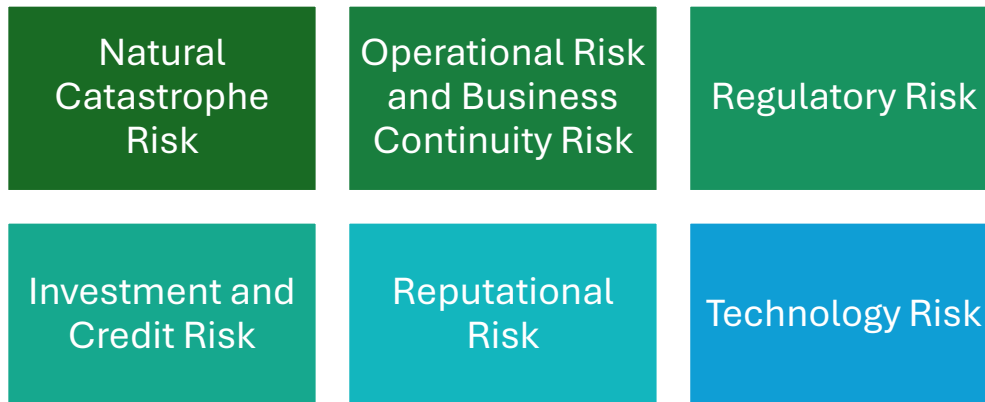 Natural
Catastrophe
Risk
Operational Risk
and Business
Continuity Risk
Regulatory Risk
Investment and
Credit Risk
Reputational
Risk
Technology Risk